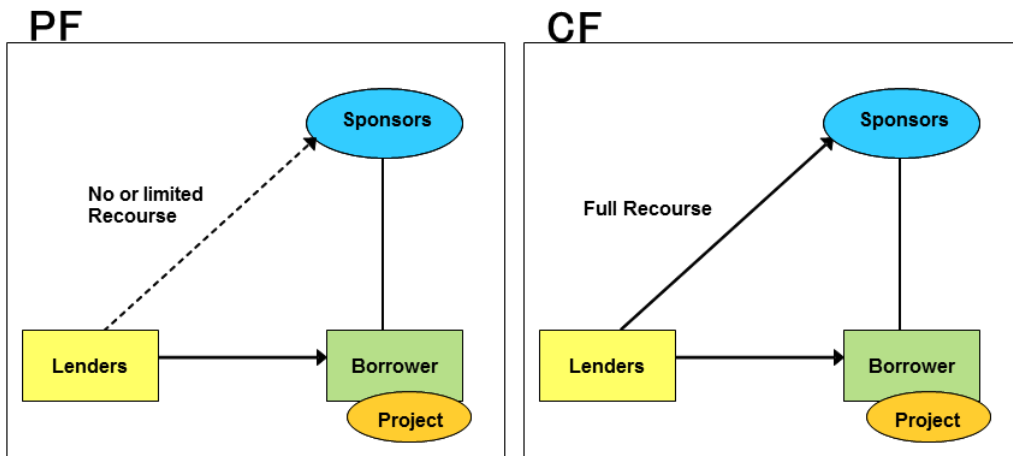 PF
Sponsors
No or limited
Recourse
Lenders
Borrower
Project
CF
Sponsors
Full Recourse
Lenders
Borrower
Project